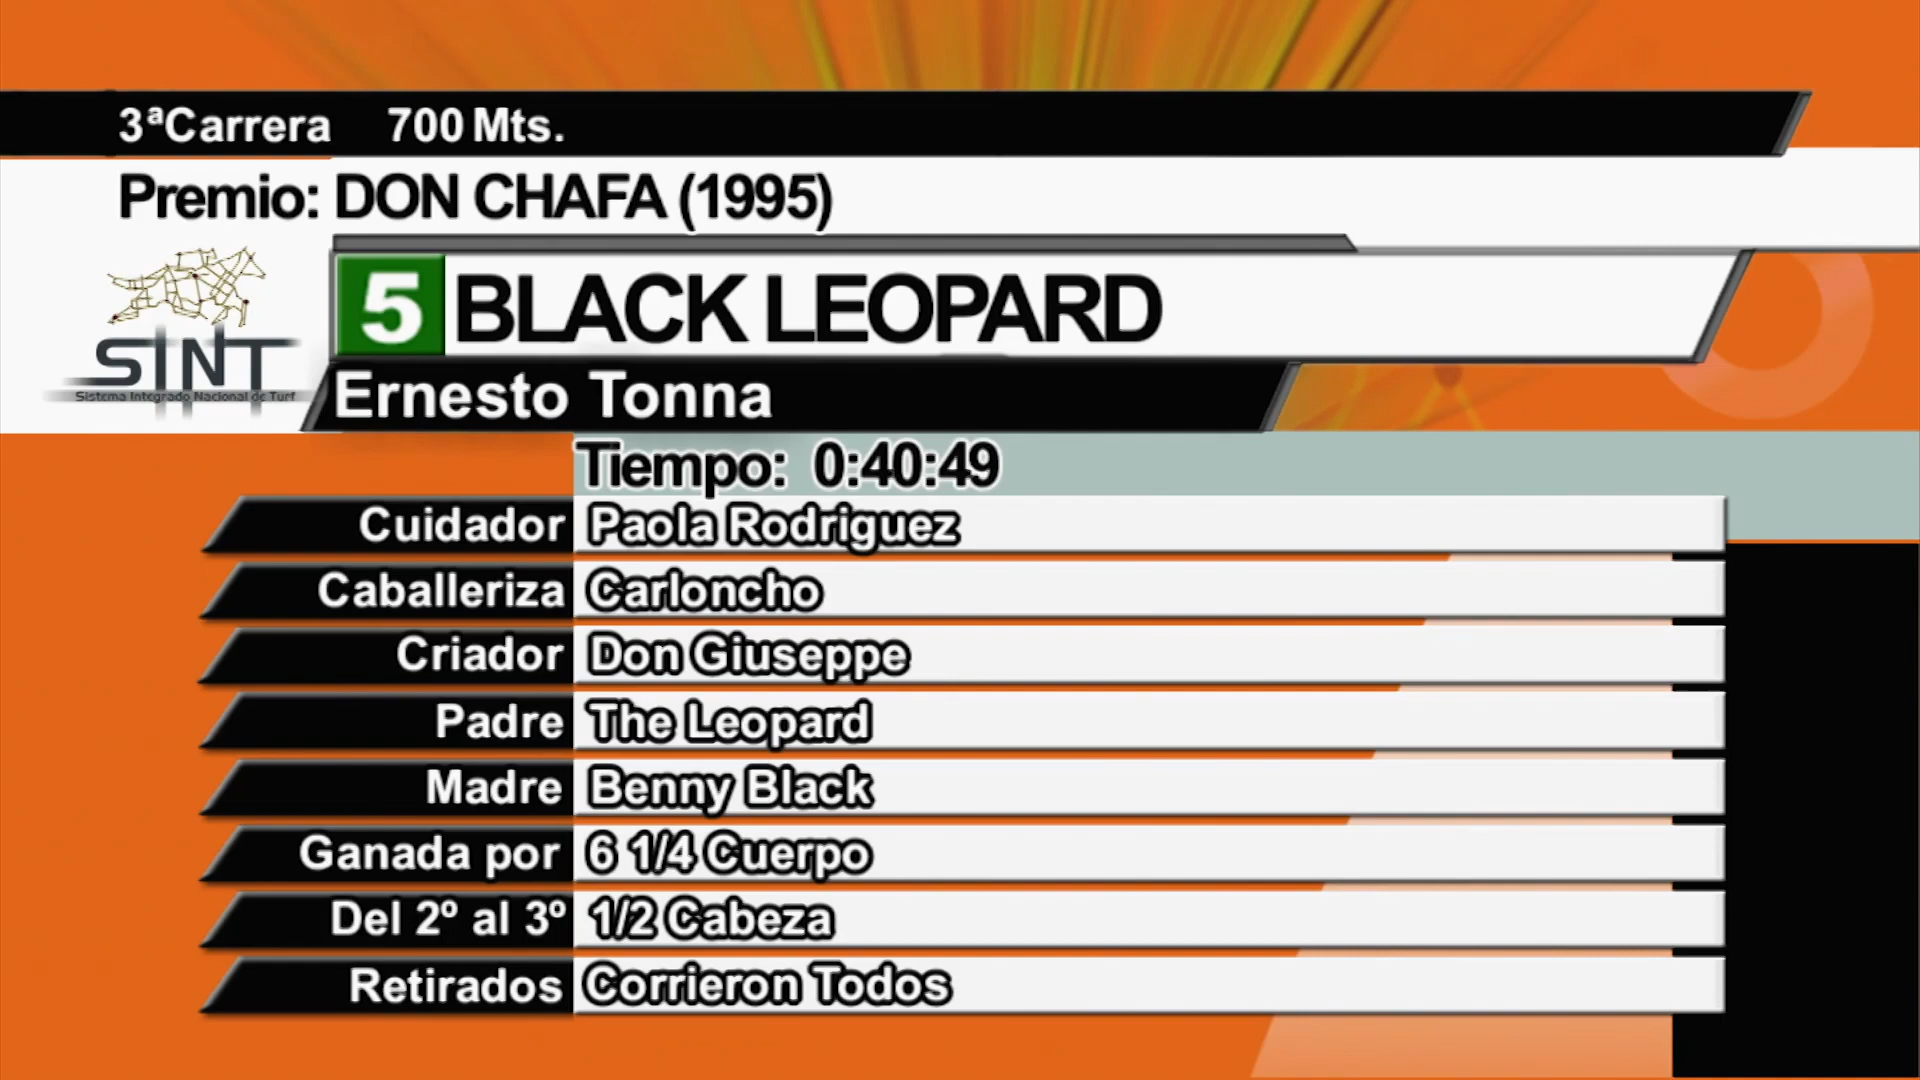 3ªCarrera 700 Mts.
Premio: DON CHAFA (1995)
5 BLACK LEOPARD
SINT
Sistema Integrado Nacional de Turf
Ernesto Tonna
Tiempo: 0:40:49
Cuidador Paola Rodriguez
Caballeriza Carloncho
Criador Don Giuseppe
Padre The Leopard
Madre Benny Black
Ganada por 6 1/4 Cuerpo
Del 2º al 3º 1/2 Cabeza
Retirados Corrieron Todos